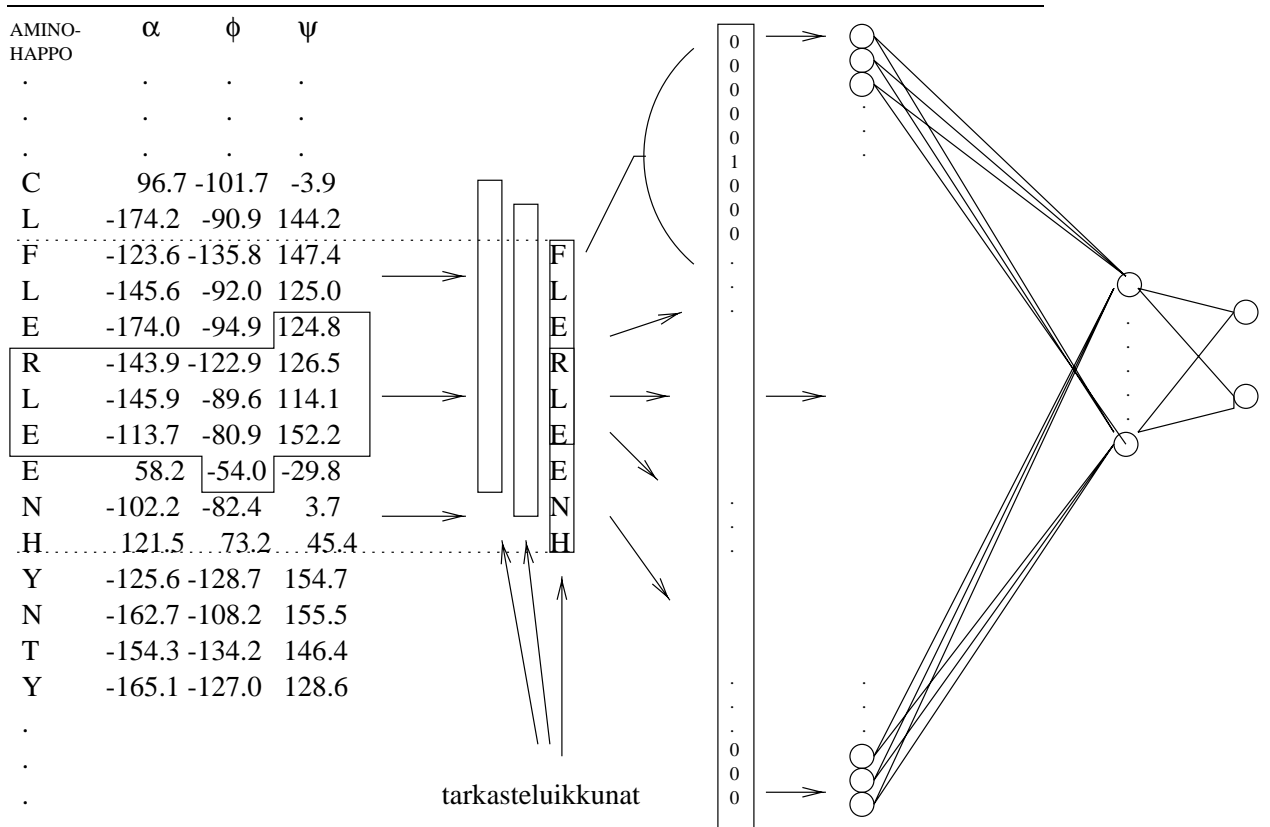 AMINO-HAPPO α φ ψ
. . . .
. . . .
. . . .
C 96.7 -101.7 -3.9
L -174.2 -90.9 144.2
F -123.6 -135.8 147.4
L -145.6 -92.0 125.0
E -174.0 -94.9 124.8
R -143.9 -122.9 126.5
L -145.9 -89.6 114.1
E -113.7 -80.9 152.2
E 58.2 -54.0 -29.8
N -102.2 -82.4 3.7
H 121.5 73.2 45.4
Y -125.6 -128.7 154.7
N -162.7 -108.2 155.5
T -154.3 -134.2 146.4
Y -165.1 -127.0 128.6
.
.
.
F
L
E
R
L
E
E
N
H
tarkasteluikkunat
0
0
0
0
0
1
0
0
0
.
.
.
.
.
.
.
.
.
0
0
0